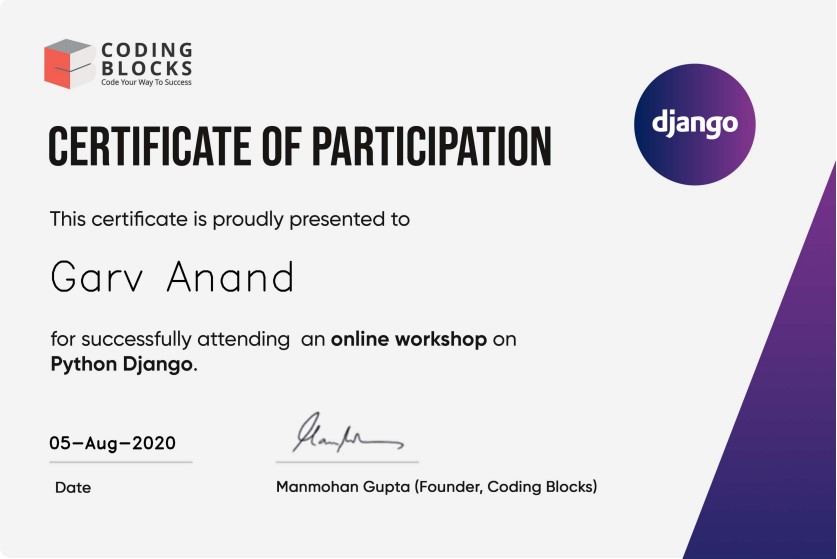 CODING
BLOCKS
Code Your Way To Success
django
CERTIFICATE OF PARTICIPATION
This certificate is proudly presented to
Garv Anand
for successfully attending an online workshop on
Python Django.
05-Aug-2020
Date
Manmohan Gupta (Founder, Coding Blocks)